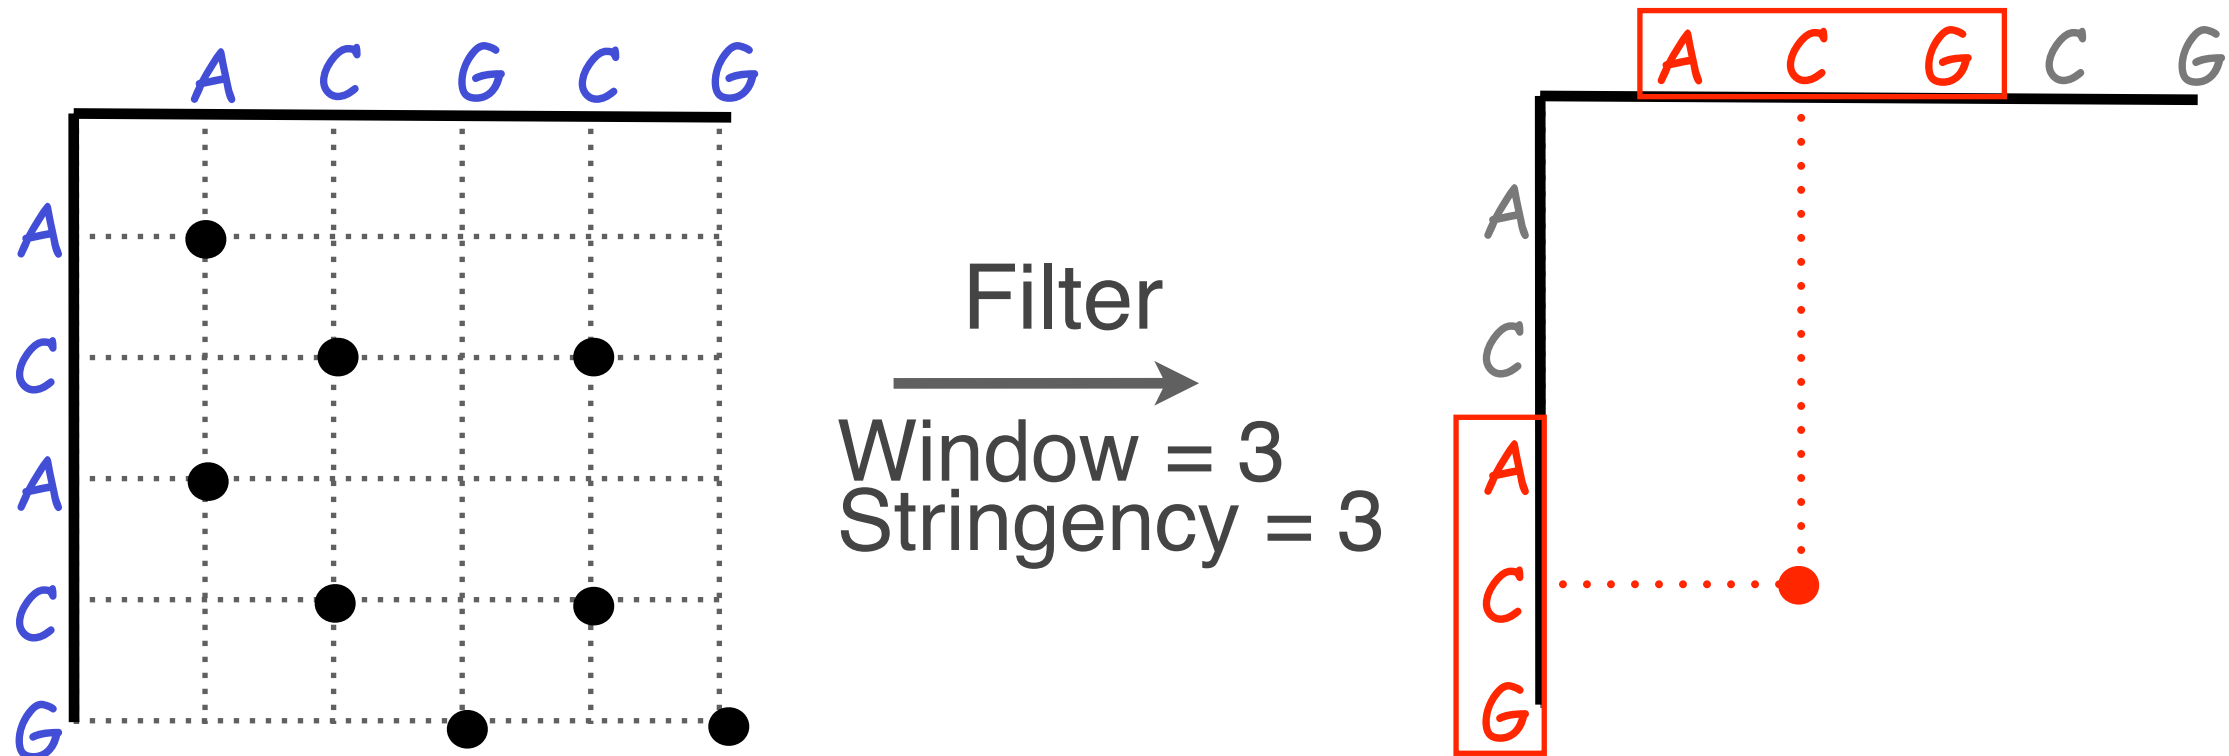 A C G C G
A
C
A
C
G
Filter
Window = 3
Stringency = 3
A C G C G
A
C
A
C
G